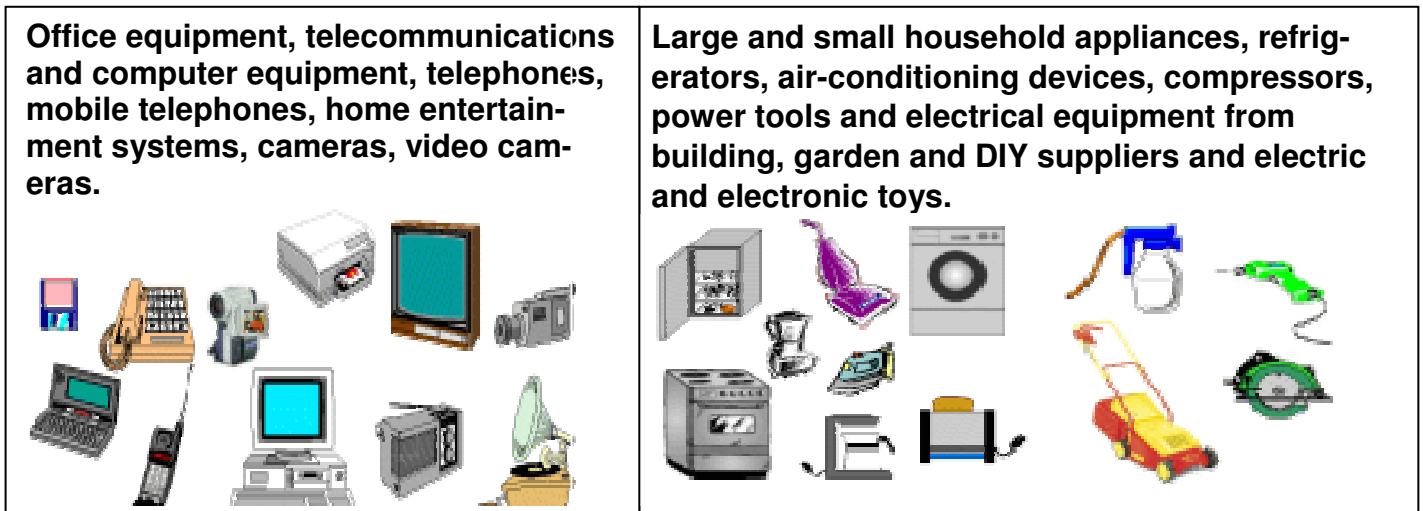 Office equipment, telecommunications
and computer equipment, telephones,
mobile telephones, home entertain-
ment systems, cameras, video cam-
eras.
Large and small household appliances, refrig-
erators, air-conditioning devices, compressors,
power tools and electrical equipment from
building, garden and DIY suppliers and electric
and electronic toys.